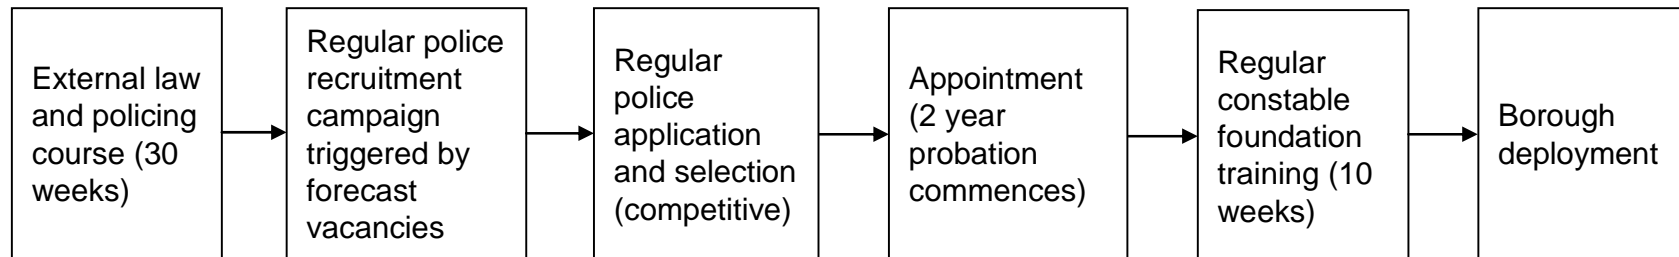 External law
and policing
course (30
weeks)
Regular police
recruitment
campaign
triggered by
forecast
vacancies
Regular
police
application
and selection
(competitive)
Appointment
(2 year
probation
commences)
Regular
constable
foundation
training (10
weeks)
Borough
deployment